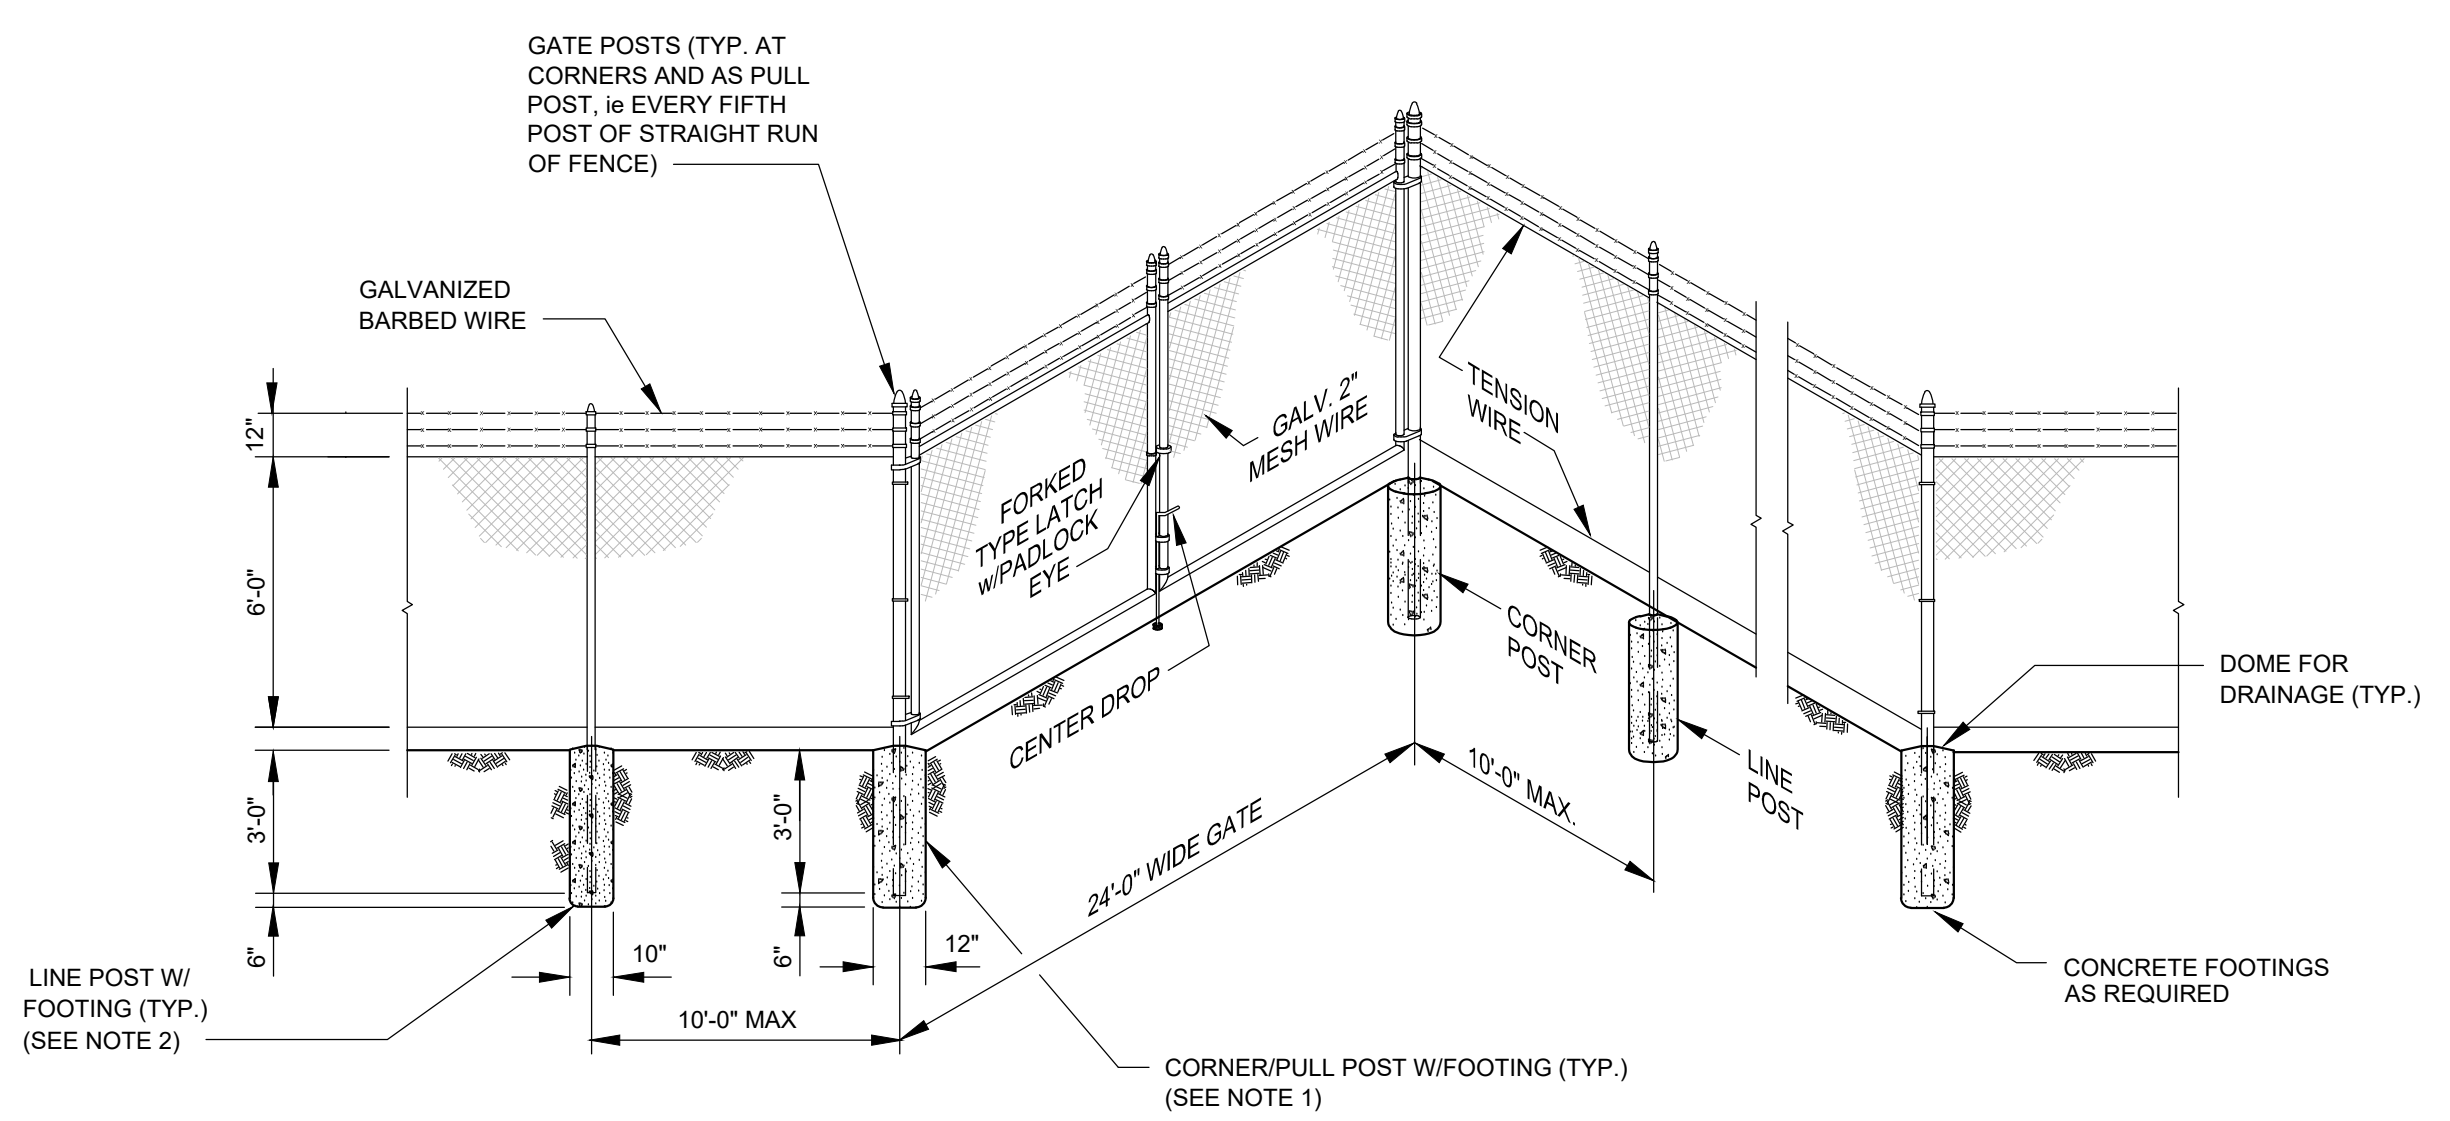 GATE POSTS (TYP. AT
CORNERS AND AS PULL
POST, ie EVERY FIFTH
POST OF STRAIGHT RUN
OF FENCE)
GALVANIZED
BARBED WIRE
12"
6'-0"
3'-0"
6"
3'-0"
6"
10"
12"
10'-0" MAX
LINE POST W/
FOOTING (TYP.)
(SEE NOTE 2)
FORKED
TYPE LATCH
w/PADLOCK
EYE
GALV. 2"
MESH WIRE
TENSION
WIRE
CENTER DROP
CORNER
POST
LINE
POST
24'-0" WIDE GATE
10'-0" MAX.
DOME FOR
DRAINAGE (TYP.)
CONCRETE FOOTINGS
AS REQUIRED
CORNER/PULL POST W/FOOTING (TYP.)
(SEE NOTE 1)